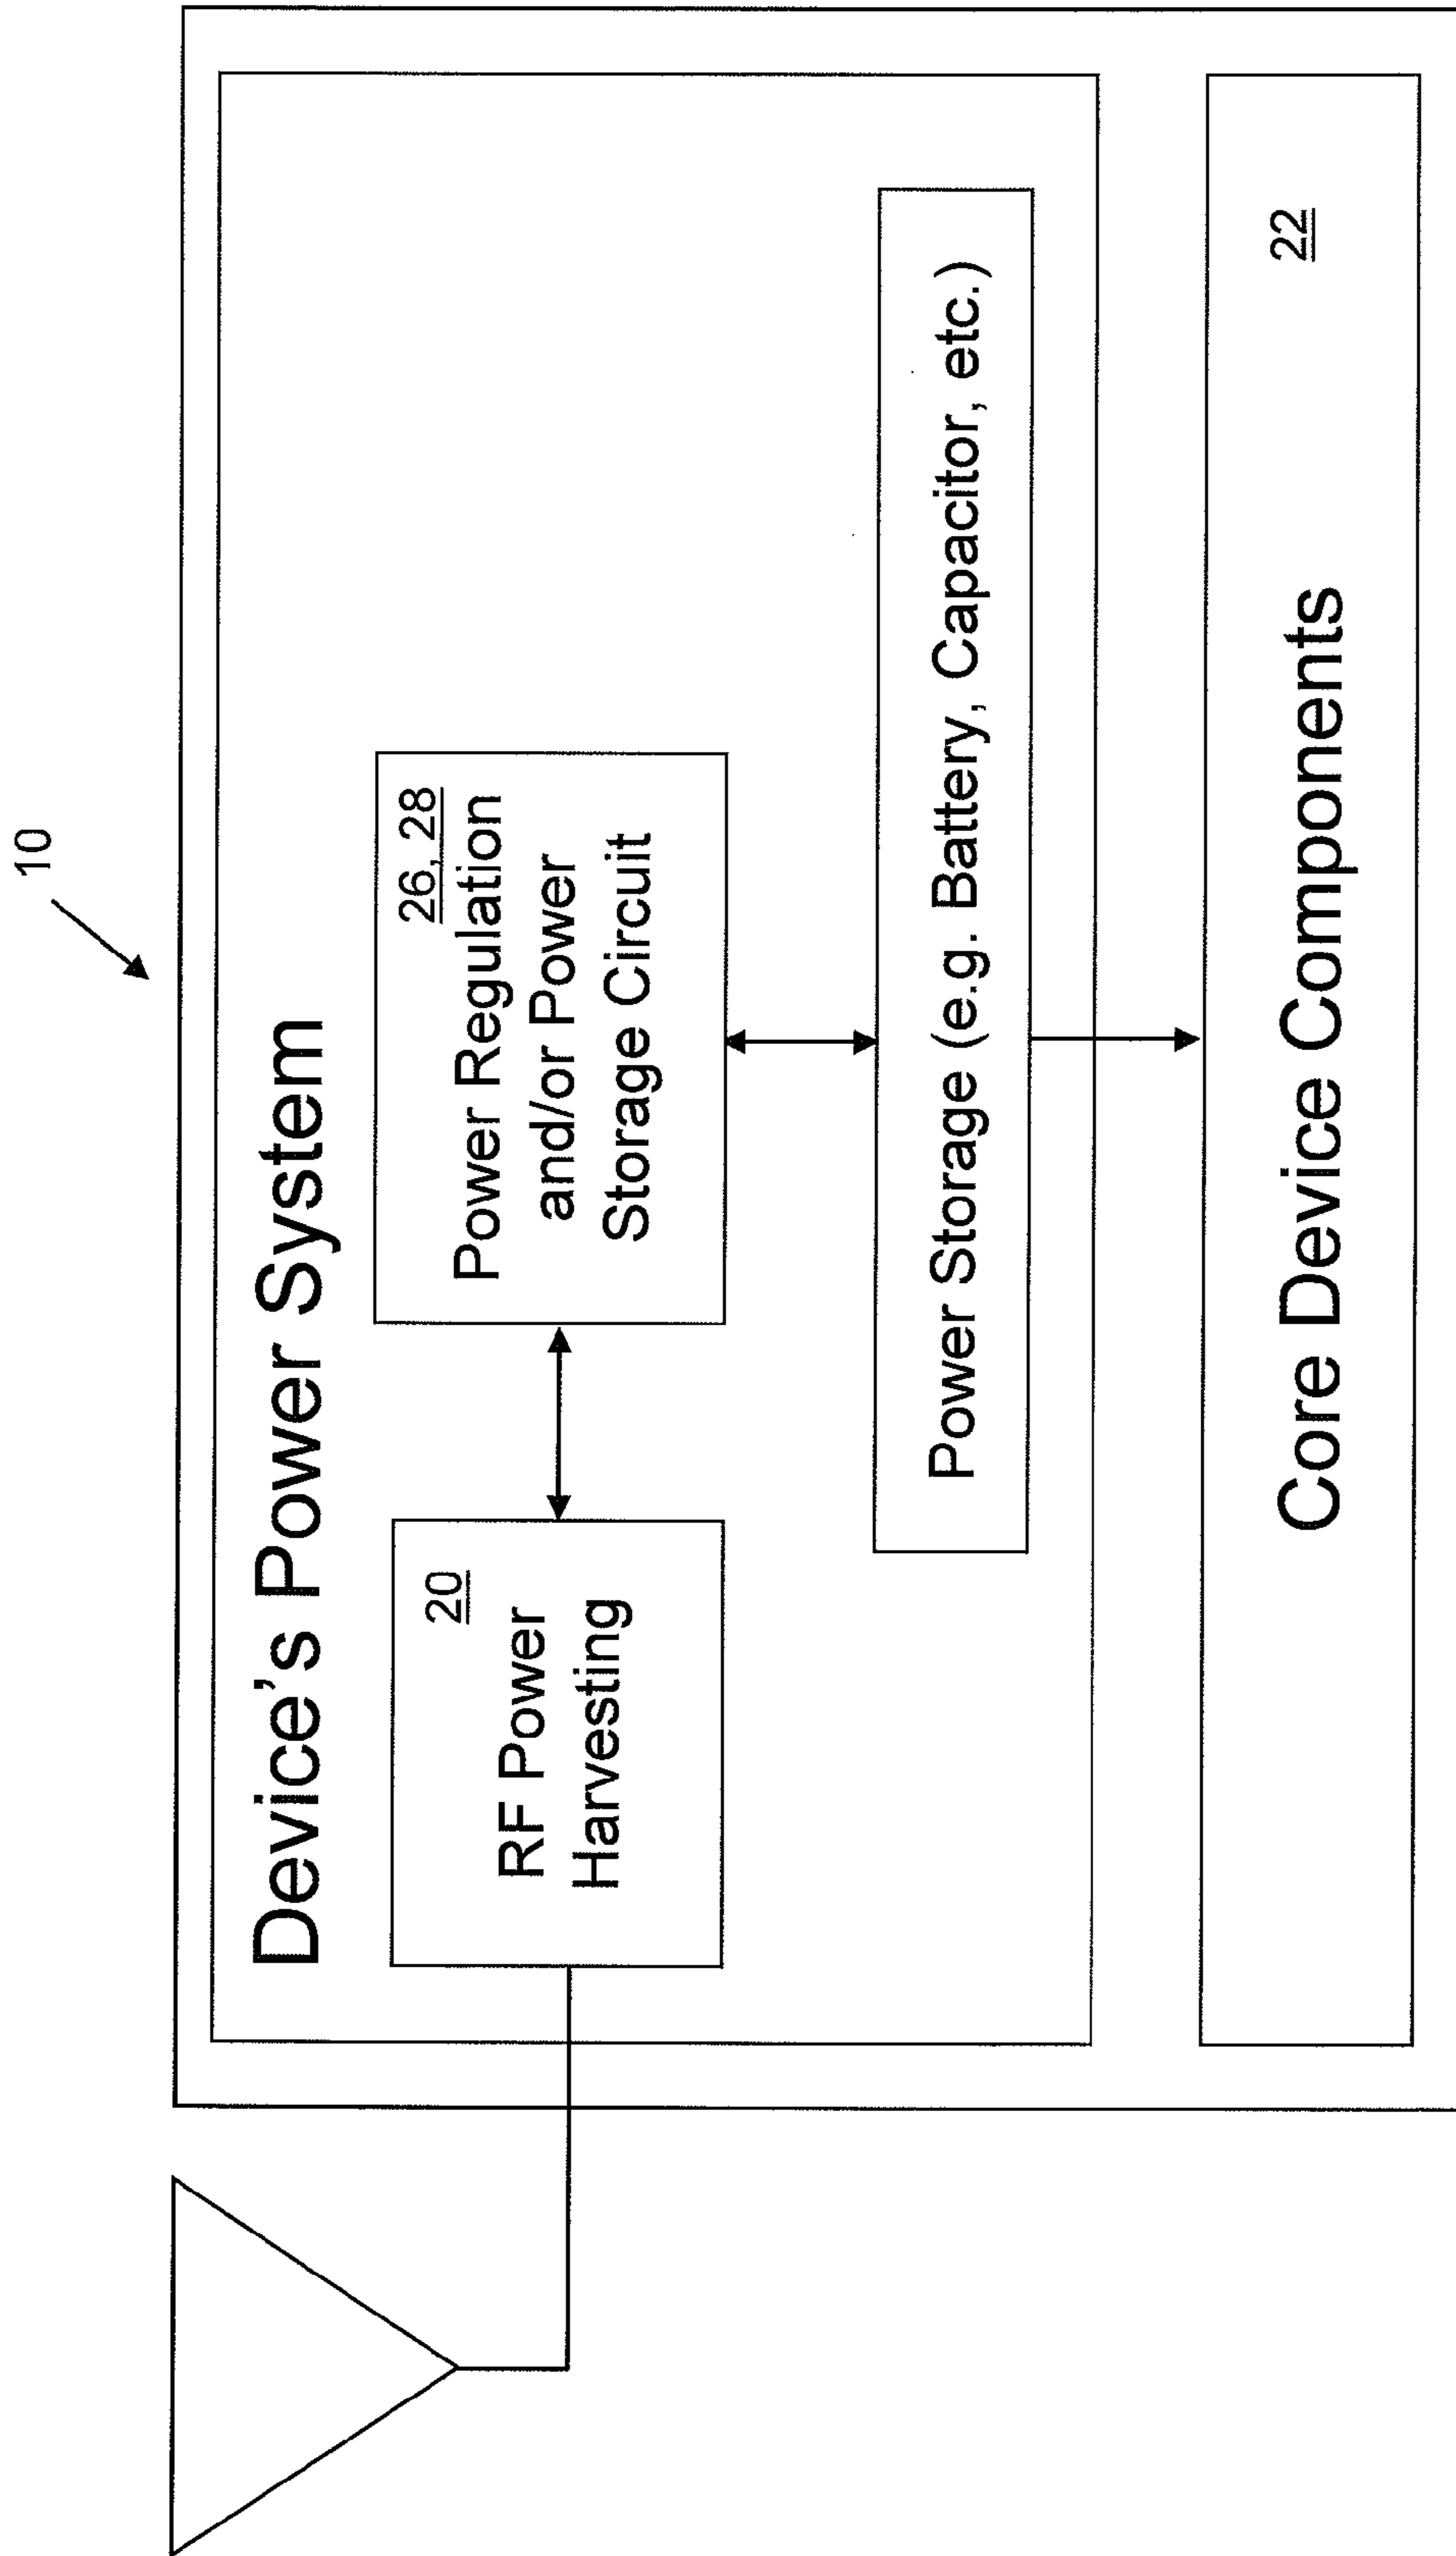 10
Device's Power System
20
RF Power
Harvesting
26, 28
Power Regulation
and/or Power
Storage Circuit
Power Storage (e.g. Battery, Capacitor, etc.)
22
Core Device Components